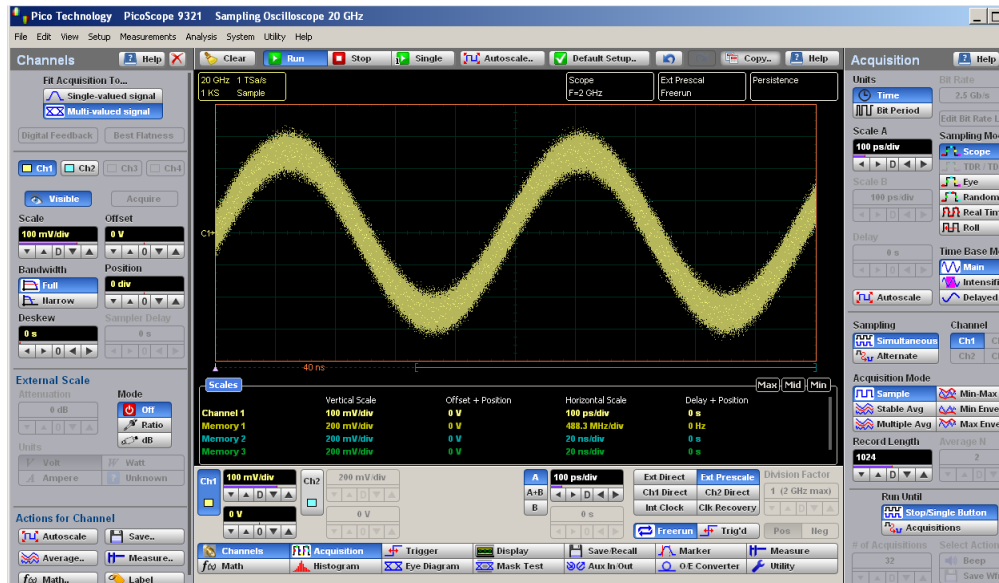 Pico Technology PicoScope 9321 Sampling Oscilloscope 20 GHz
File Edit View Setup Measurements Analysis System Utility Help
Channels Help
Fit Acquisition To...
Single-valued signal
Multi-valued signal
Digital Feedback Best Flatness
Ch1 Ch2 Ch3 Ch4
Visible Acquire
Scale Offset
100 mV/div 0 V
D 0
Bandwidth Position
Full 0 div
Narrow 0
Deskew Sampler Delay
0 s 0 s
0 0
External Scale
Attenuation Mode
0 dB Off
D Ratio
dB
Units
V Volt W Watt
A Ampere ? Unknown
Actions for Channel
Autoscale Save..
Average.. Measure..
f(x) Math.. Label
Clear Run Stop Single Autoscale.. Default Setup.. Copy.. Help
20 GHz 1 TSa/s
1 KS Sample
Scope
F=2 GHz
Ext Prescal
Freerun
Persistence
C1
40 ns
Scales Max Mid Min
Vertical Scale Offset + Position Horizontal Scale Delay + Position
Channel 1 100 mV/div 0 V 100 ps/div 0 s
Memory 1 200 mV/div 0 V 488.3 MHz/div 0 Hz
Memory 2 200 mV/div 0 V 20 ns/div 0 s
Memory 3 200 mV/div 0 V 20 ns/div 0 s
Ch1 100 mV/div Ch2 200 mV/div
D D
0 V 0 V
0 0
A 100 ps/div
A+B D
B 0 s
0
Ext Direct Ext Prescale Division Factor
Ch1 Direct Ch2 Direct 1 (2 GHz max)
Int Clock Clk Recovery D
Freerun Trig'd Pos Neg
Channels Acquisition Trigger Display Save/Recall Marker Measure
f(x) Math Histogram Eye Diagram Mask Test Aux In/Out O/E Converter Utility
Acquisition Help
Units Bit Rate
Time 2.5 Gb/s
Bit Period Edit Bit Rate
Scale A Sampling
100 ps/div Scope
D TDR
Scale B Eye
100 ps/div Random
D Real
Delay Roll
0 s Time Base
0 Main
Autoscale Delayed
Sampling Channel
Simultaneous Ch1
Alternate Ch2
Acquisition Mode
Sample Min-Max
Stable Avg Min
Multiple Avg Max
Record Length Average N
1024 2
D D
Run Until
Stop/Single Button
Acquisitions
# of Acquisitions Select
32 Beep
D Save